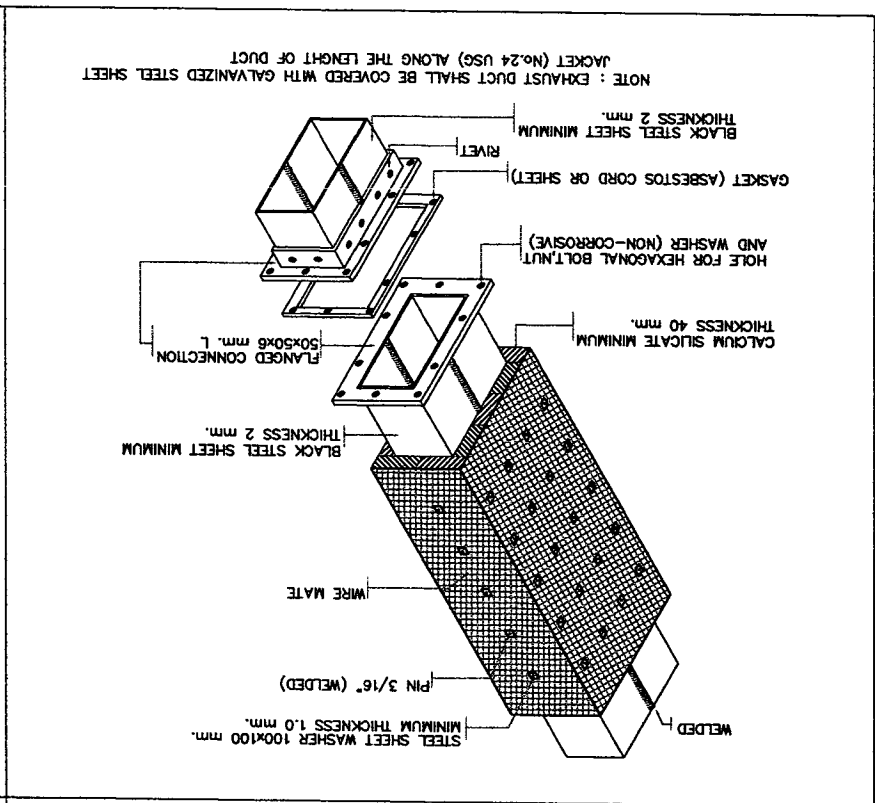 WELDED
STEEL SHEET WASHER 100x100 mm.
MINIMUM THICKNESS 1.0 mm.
PIN 3/16" (WELDED)
WIRE MATE
BLACK STEEL SHEET MINIMUM
THICKNESS 2 mm.
CALCIUM SILICATE MINIMUM
THICKNESS 40 mm.
FLANGED CONNECTION
50x50x6 mm. L
HOLE FOR HEXAGONAL BOLT,NUT
AND WASHER (NON-CORROSIVE)
GASKET (ASBESTOS CORD OR SHEET)
RIVET
BLACK STEEL SHEET MINIMUM
THICKNESS 2 mm.
NOTE : EXHAUST DUCT SHALL BE COVERED WITH GALVANIZED STEEL SHEET
JACKET (No.24 USG) ALONG THE LENGHT OF DUCT